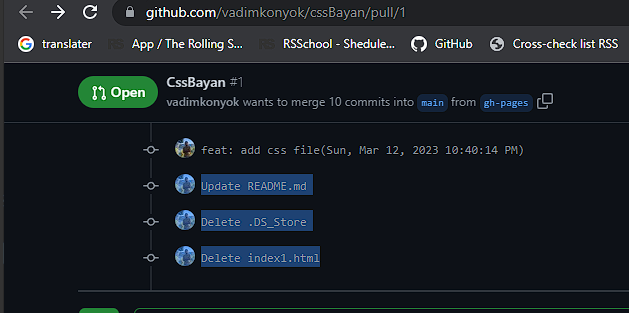 github.com/vadimkonyok/cssBayan/pull/1
translater App / The Rolling S... RSSchool - Shedule... GitHub Cross-check list RSS
Open
CssBayan #1
vadimkonyok wants to merge 10 commits into main from gh-pages
feat: add css file(Sun, Mar 12, 2023 10:40:14 PM)
Update README.md
Delete .DS_Store
Delete index1.html